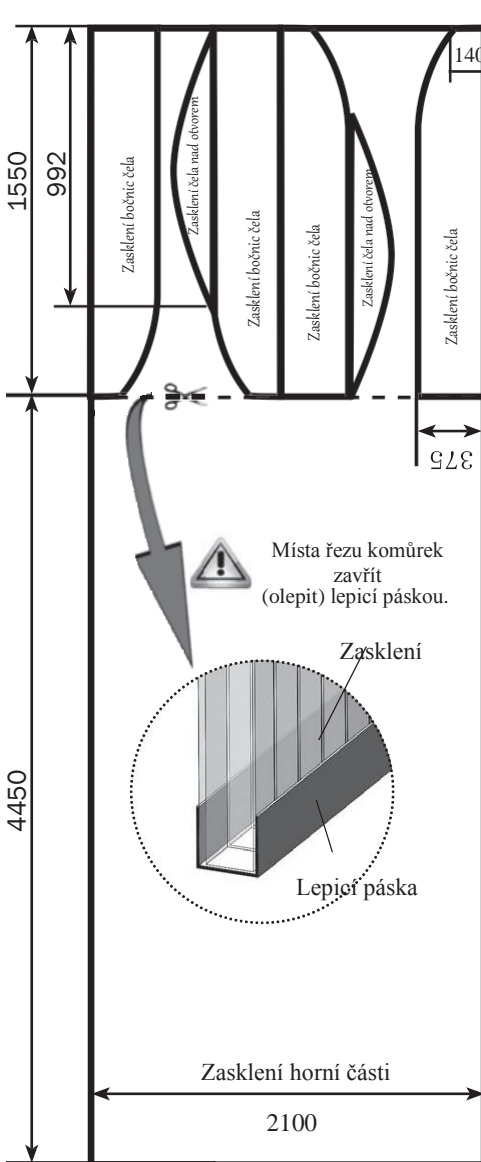 140
1550
992
Zasklení bočnic čela
Zasklení čela nad otvorem
Zasklení bočnic čela
Zasklení bočnic čela
Zasklení čela nad otvorem
Zasklení bočnic čela
375
Místa řezu komůrek
zavřít
(olepit) lepicí páskou.
Zasklení
4450
Lepicí páska
Zasklení horní části
2100